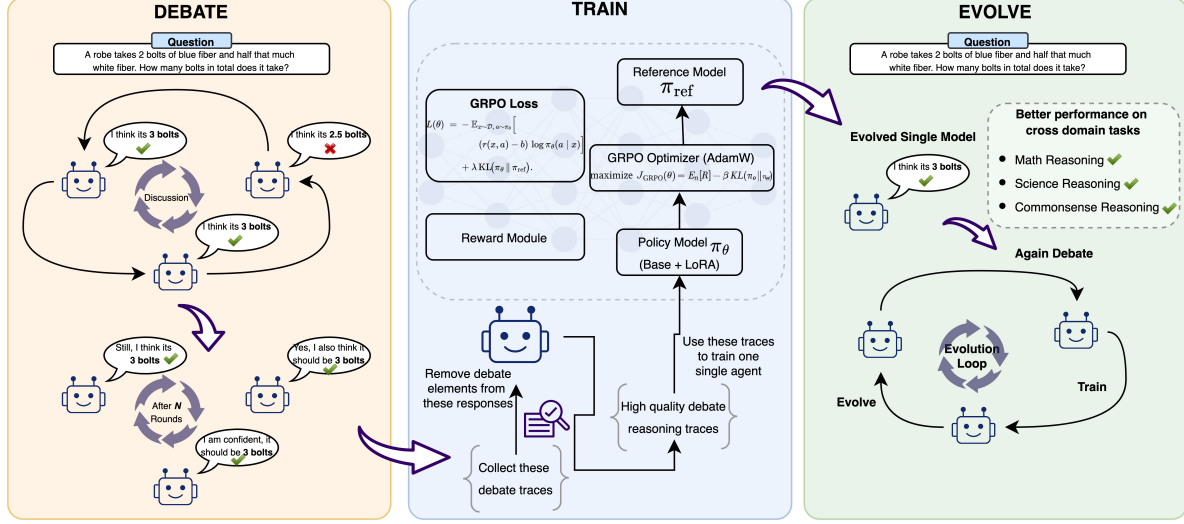 DEBATE
Question
A robe takes 2 bolts of blue fiber and half that much
white fiber. How many bolts in total does it take?
I think its 3 bolts
I think its 2.5 bolts
Discussion
I think its 3 bolts
Still, I think its
3 bolts
Yes, I also think it
should be 3 bolts
After N
Rounds
I am confident, it
should be 3 bolts
TRAIN
GRPO Loss
L(θ) = − 𝔼x∼𝒟, a∼πθ[
(r(x, a) − b) log πθ(a | x)]
+ λ KL(πθ ∥ πref).
Reward Module
Reference Model
πref
GRPO Optimizer (AdamW)
maximize JGRPO(θ) = Eπ[R] − β KL(πθ||πθ)
Policy Model πθ
(Base + LoRA)
Remove debate
elements from
these responses
Use these traces
to train one
single agent
High quality debate
reasoning traces
Collect these
debate traces
EVOLVE
Question
A robe takes 2 bolts of blue fiber and half that much
white fiber. How many bolts in total does it take?
Evolved Single Model
I think its 3 bolts
Better performance on
cross domain tasks
Math Reasoning
Science Reasoning
Commonsense Reasoning
Again Debate
Evolution
Loop
Train
Evolve